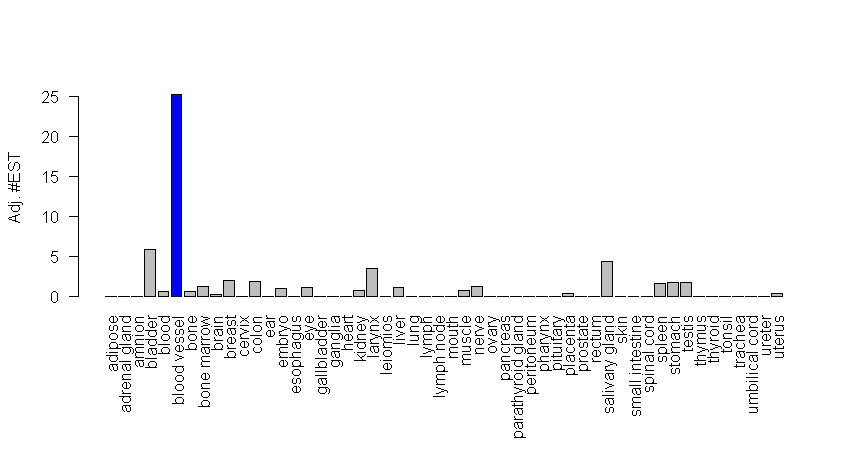 Adj. #EST
25
20
15
10
5
0
adipose
adrenal gland
amnion
bladder
blood
blood vessel
bone
bone marrow
brain
breast
cervix
colon
ear
embryo
esophagus
eye
gallbladder
ganglia
heart
kidney
larynx
leiomios
liver
lung
lymph
lymph node
mouth
muscle
nerve
ovary
pancreas
parathyroid gland
peritoneum
pharynx
pituitary
placenta
prostate
rectum
salivary gland
skin
small intestine
spinal cord
spleen
stomach
testis
thymus
thyroid
tonsil
trachea
umbilical cord
ureter
uterus